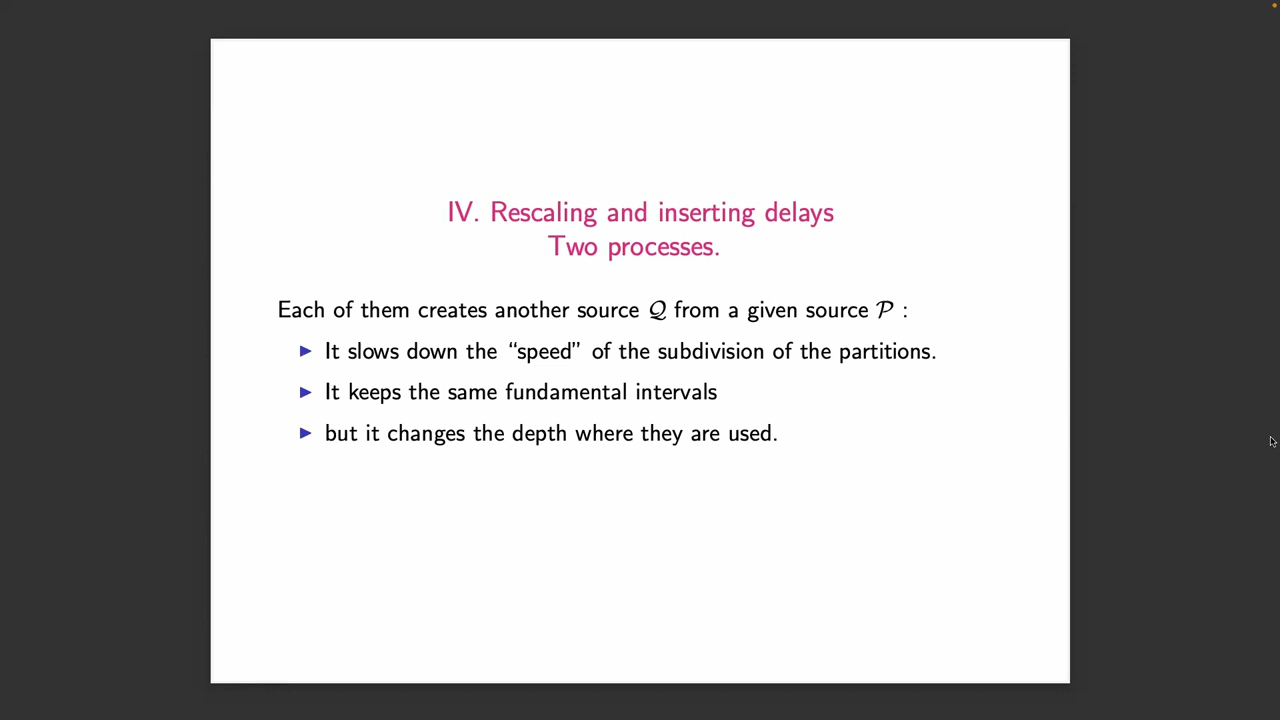 IV. Rescaling and inserting delays
Two processes.
Each of them creates another source 𝒬 from a given source 𝒫 :
▶ It slows down the “speed” of the subdivision of the partitions.
▶ It keeps the same fundamental intervals
▶ but it changes the depth where they are used.